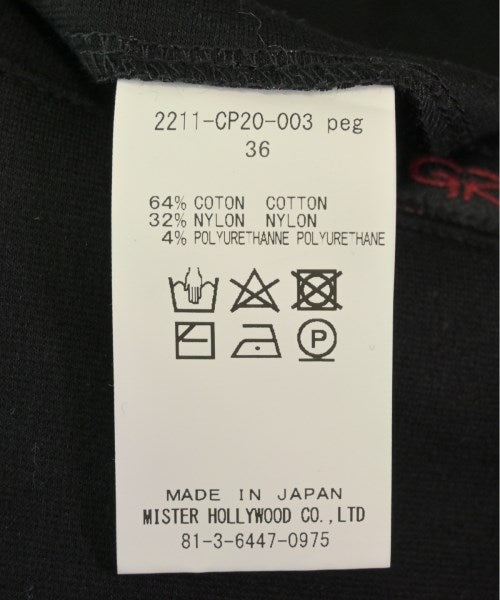 2211-CP20-003 peg
36
64% COTON COTTON
32% NYLON NYLON
4% POLYURETHANNE POLYURETHANE
P
MADE IN JAPAN
MISTER HOLLYWOOD CO.,LTD
81-3-6447-0975
GR